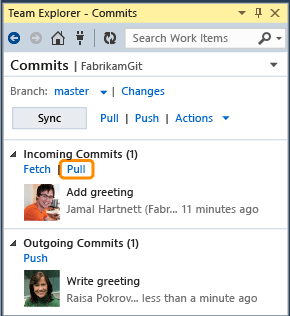 Team Explorer - Commits
Search Work Items
Commits | FabrikamGit
Branch: master | Changes
Sync Pull | Push | Actions
Incoming Commits (1)
Fetch | Pull
Add greeting
Jamal Hartnett (Fabr... 11 minutes ago
Outgoing Commits (1)
Push
Write greeting
Raisa Pokrov... less than a minute ago